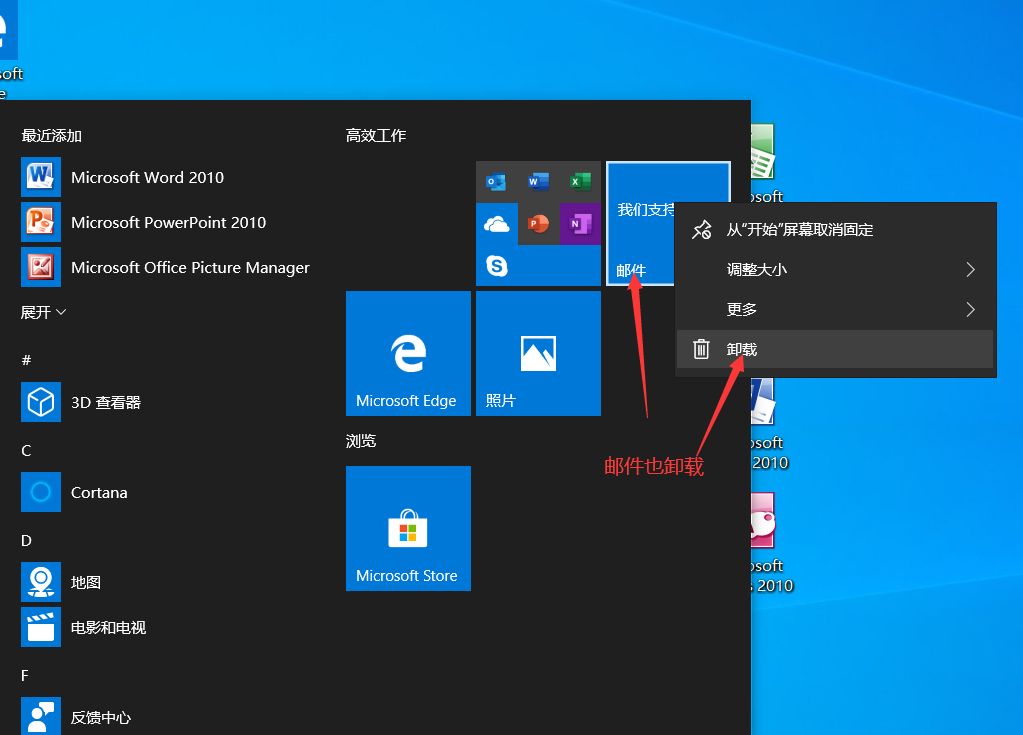 soft
e
最近添加
Microsoft Word 2010
Microsoft PowerPoint 2010
Microsoft Office Picture Manager
展开
#
3D 查看器
C
Cortana
D
地图
电影和电视
F
反馈中心
高效工作
我们支持
邮件
Microsoft Edge
照片
浏览
Microsoft Store
从“开始”屏幕取消固定
调整大小
更多
卸载
邮件也卸载
osoft
osoft
2010
osoft
s 2010